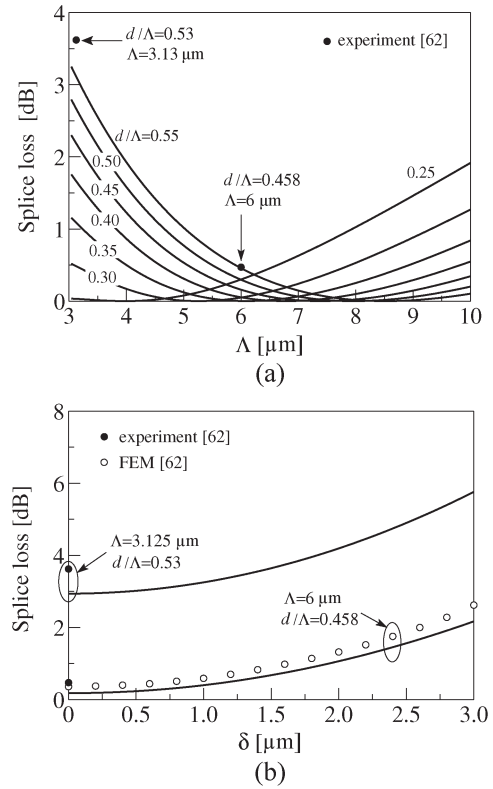 4
3
2
1
0
Splice loss [dB]
d/Λ=0.53
Λ=3.13 μm
experiment [62]
d/Λ=0.55
0.50
0.45
0.40
0.35
0.30
d/Λ=0.458
Λ=6 μm
0.25
3 4 5 6 7 8 9 10
Λ [μm]
(a)
8
6
4
2
0
Splice loss [dB]
experiment [62]
FEM [62]
Λ=3.125 μm
d/Λ=0.53
Λ=6 μm
d/Λ=0.458
0 0.5 1.0 1.5 2.0 2.5 3.0
δ [μm]
(b)